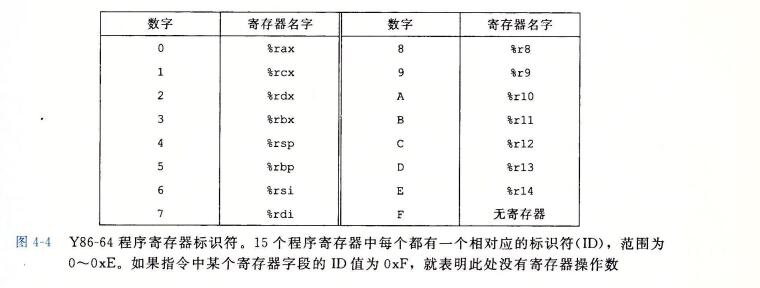 数字 寄存器名字 数字 寄存器名字
0 %rax 8 %r8
1 %rcx 9 %r9
2 %rdx A %r10
3 %rbx B %r11
4 %rsp C %r12
5 %rbp D %r13
6 %rsi E %r14
7 %rdi F 无寄存器
图 4-4 Y86-64 程序寄存器标识符。15 个程序寄存器中每个都有一个相对应的标识符(ID)，范围为
0～0xE。如果指令中某个寄存器字段的 ID 值为 0xF，就表明此处没有寄存器操作数